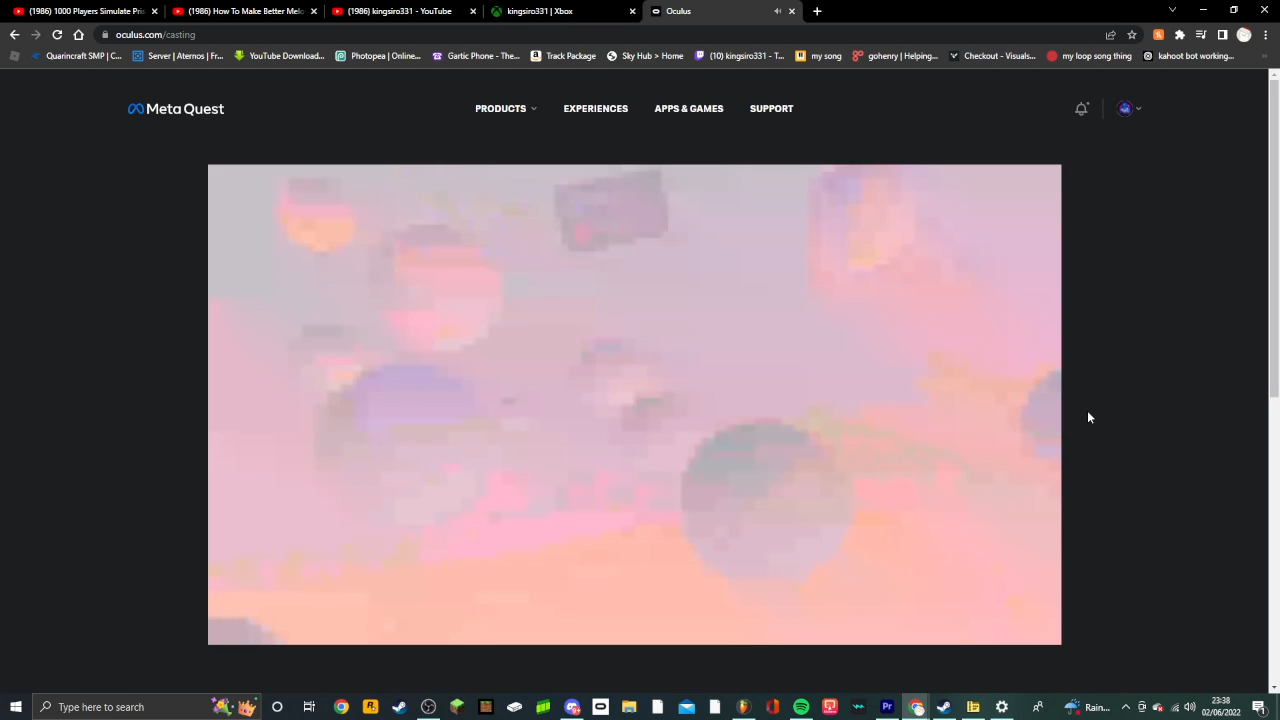 (1986) 1000 Players Simulate Pris
(1986) How To Make Better Melo
(1986) kingsiro331 - YouTube
kingsiro331 | Xbox
Oculus
oculus.com/casting
Quarincraft SMP | C...
Server | Aternos | Fr...
YouTube Download...
Photopea | Online...
Gartic Phone - The...
Track Package
Sky Hub > Home
(10) kingsiro331 - T...
my song
gohenry | Helping...
Checkout - Visuals...
my loop song thing
kahoot bot working...
Meta Quest
PRODUCTS
EXPERIENCES
APPS & GAMES
SUPPORT
Type here to search
Rain...
23:38
02/06/2022